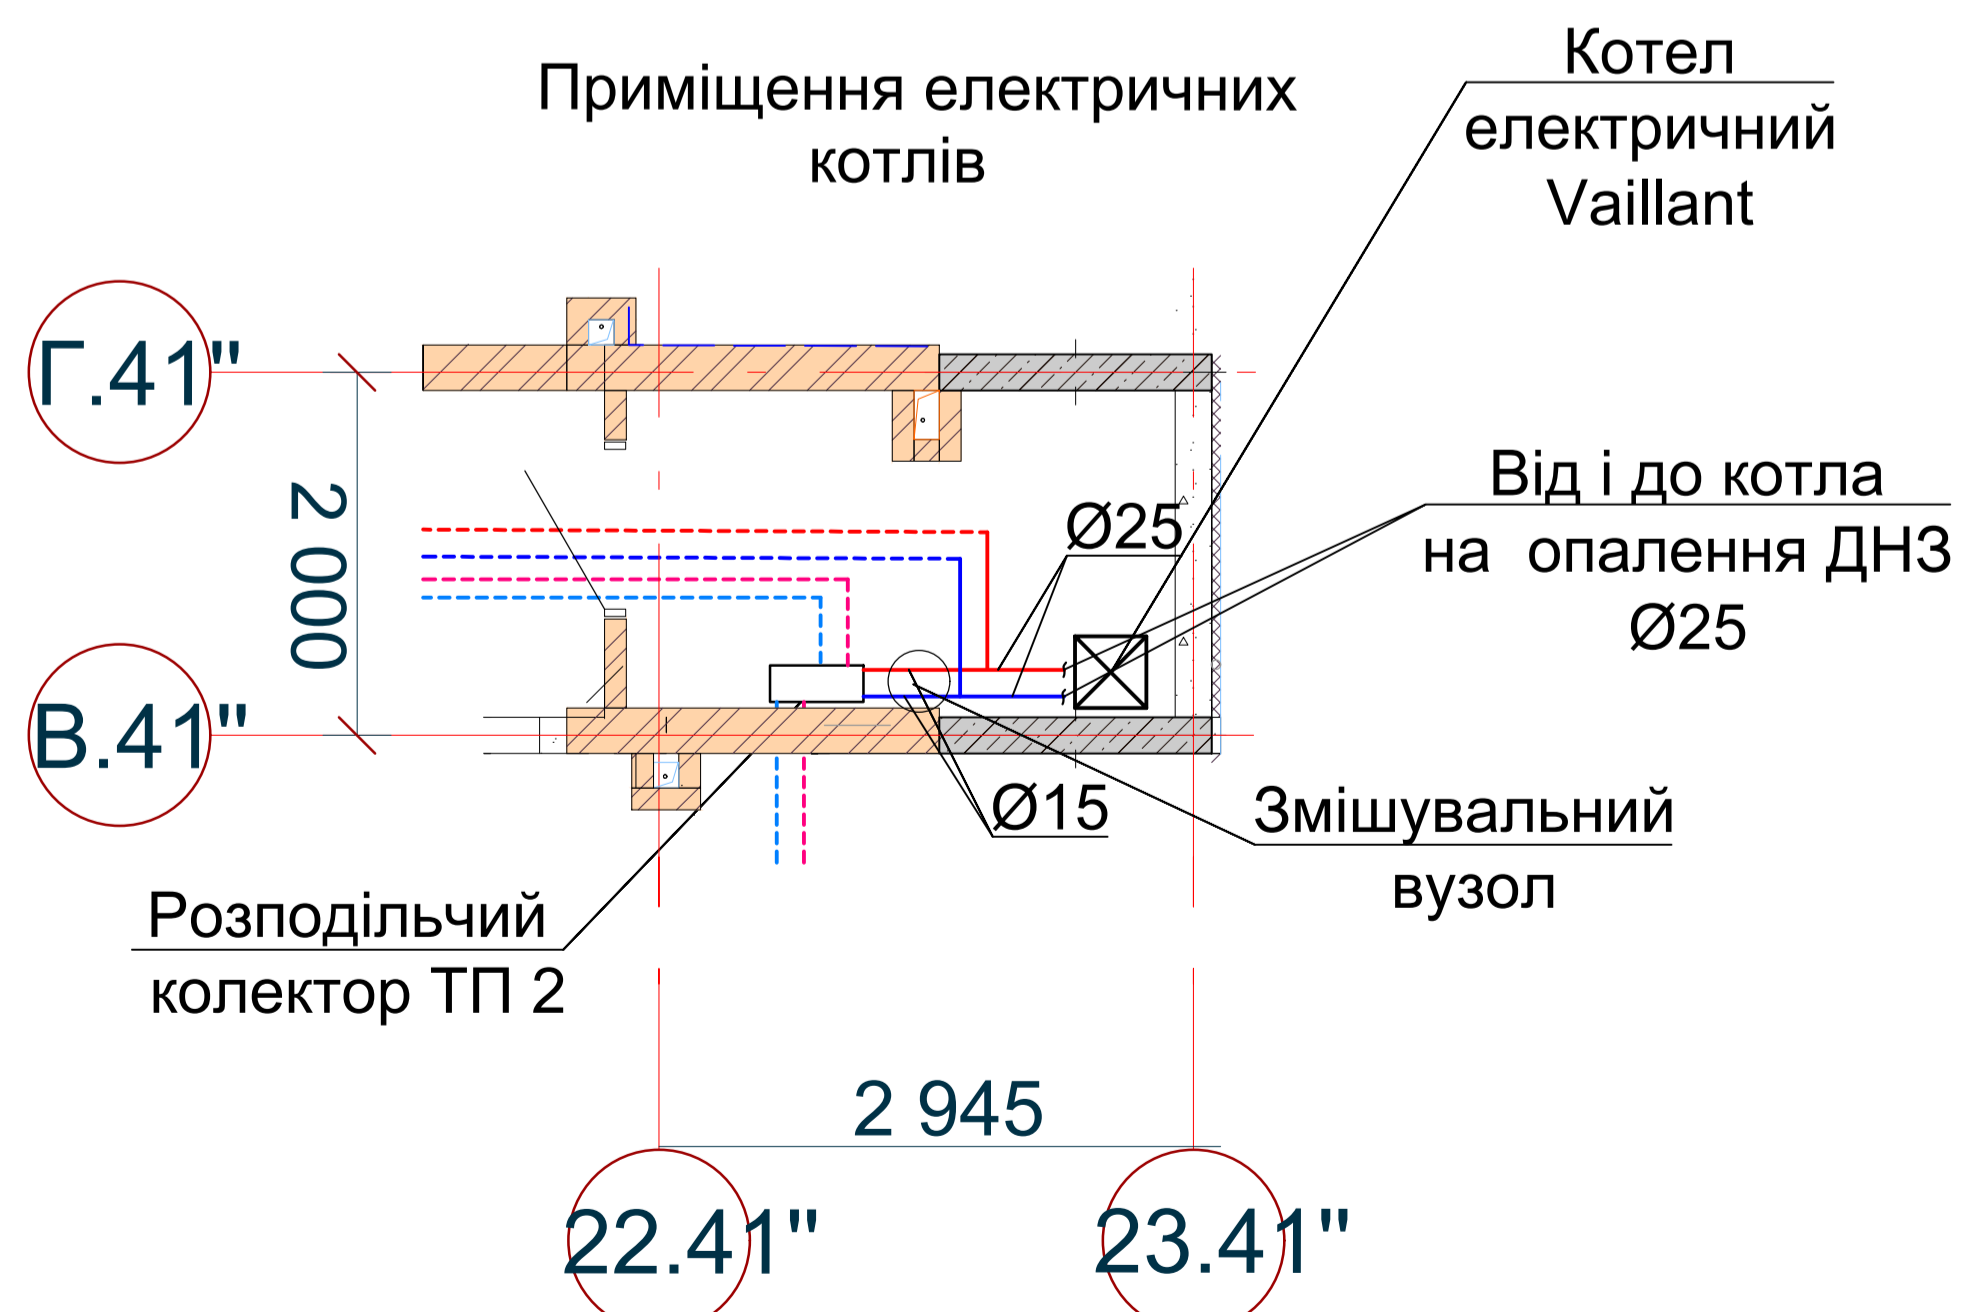 Приміщення електричних
котлів
Котел
електричний
Vaillant
Г.41"
2 000
В.41"
Ø25
Від і до котла
на опалення ДНЗ
Ø25
Ø15
Змішувальний
вузол
Розподільчий
колектор ТП 2
2 945
22.41"
23.41"